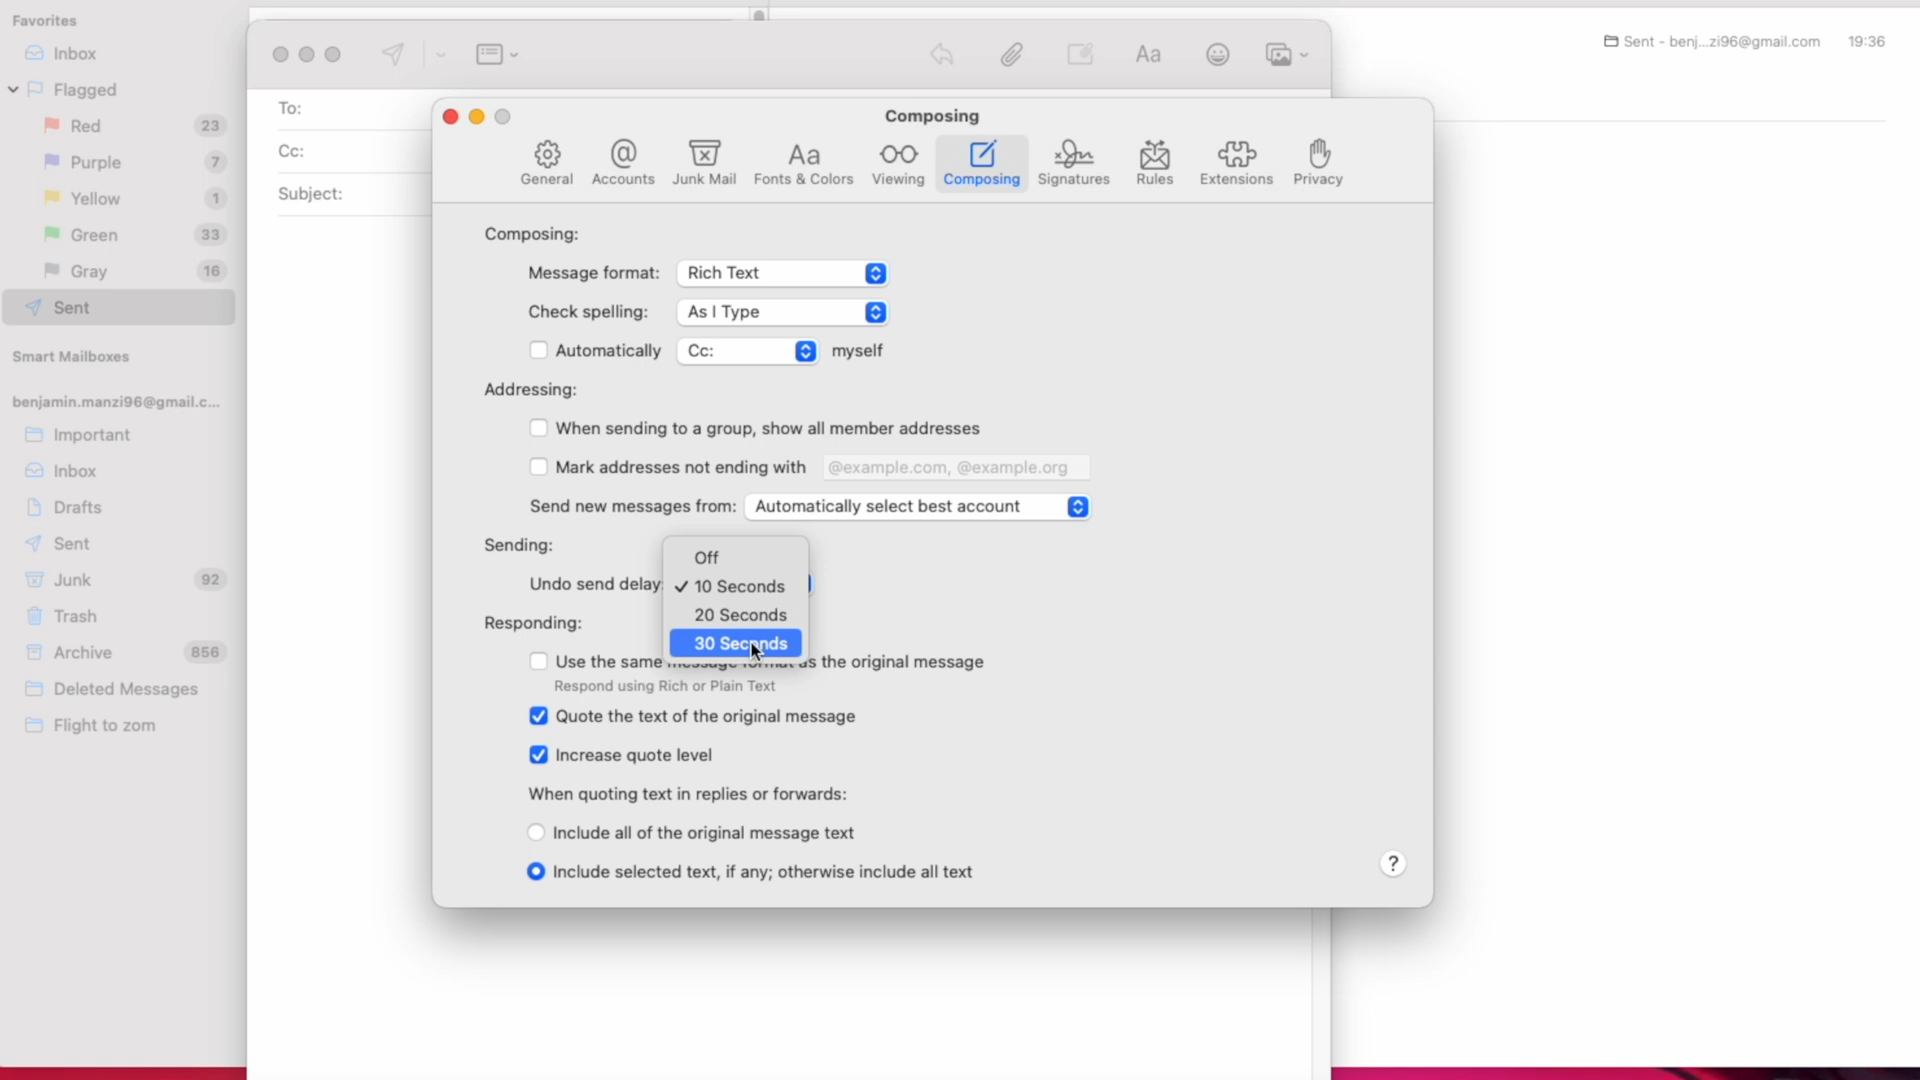 Favorites
Inbox
Flagged
Red 23
Purple 7
Yellow 1
Green 33
Gray 16
Sent
Smart Mailboxes
benjamin.manzi96@gmail.c...
Important
Inbox
Drafts
Sent
Junk 92
Trash
Archive 856
Deleted Messages
Flight to zom
Aa
To:
Cc:
Subject:
Sent - benj...zi96@gmail.com 19:36
Composing
Aa
General Accounts Junk Mail Fonts & Colors Viewing Composing Signatures Rules Extensions Privacy
Composing:
Message format: Rich Text
Check spelling: As I Type
Automatically Cc: myself
Addressing:
When sending to a group, show all member addresses
Mark addresses not ending with @example.com, @example.org
Send new messages from: Automatically select best account
Sending:
Undo send delay:
Off
10 Seconds
20 Seconds
30 Seconds
Responding:
Use the same message format as the original message
Respond using Rich or Plain Text
Quote the text of the original message
Increase quote level
When quoting text in replies or forwards:
Include all of the original message text
Include selected text, if any; otherwise include all text
?